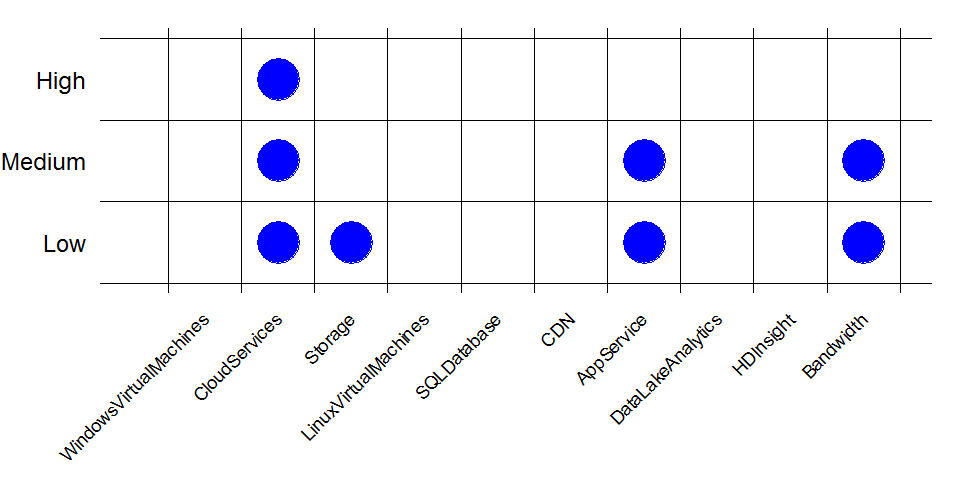 High
Medium
Low
WindowsVirtualMachines
CloudServices
Storage
LinuxVirtualMachines
SQLDatabase
CDN
AppService
DataLakeAnalytics
HDInsight
Bandwidth